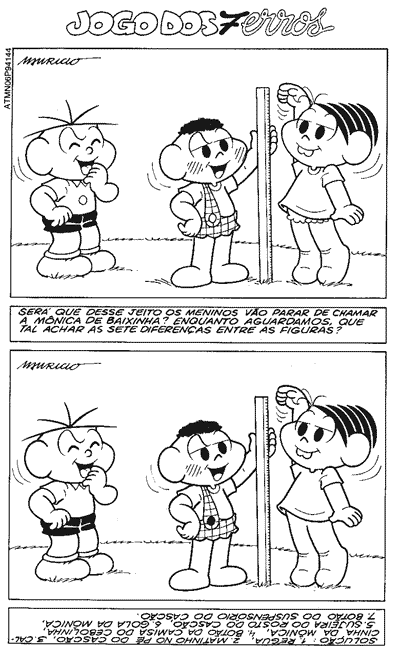 JOGO DOS 7 erros
ATMN06P94144
MAURICIO
SERÁ QUE DESSE JEITO OS MENINOS VÃO PARAR DE CHAMAR
A MÔNICA DE BAIXINHA? ENQUANTO AGUARDAMOS, QUE
TAL ACHAR AS SETE DIFERENÇAS ENTRE AS FIGURAS?
MAURICIO
SOLUÇÃO: 1. RÉGUA, 2. MATINHO NO PÉ DO CASCÃO, 3. CAL-
CINHA DA MÔNICA, 4. BOTÃO DA CAMISA DO CEBOLINHA,
5. SUJEIRA DO ROSTO DO CASCÃO, 6. GOLA DA MÔNICA,
7. BOTÃO DO SUSPENSÓRIO DO CASCÃO.